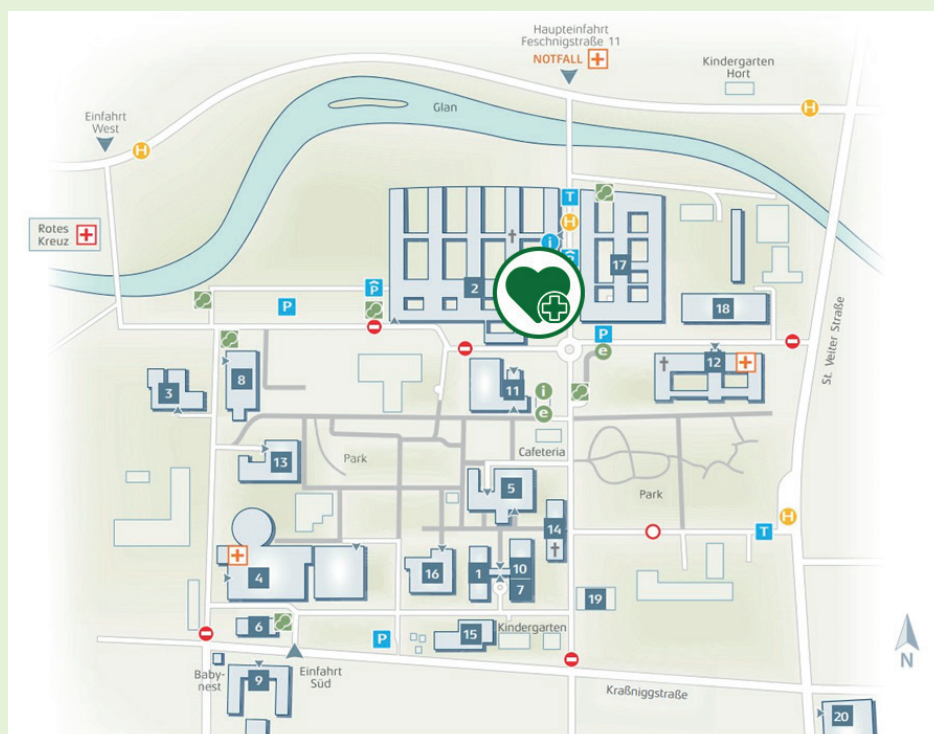 Haupteinfahrt
Feschnigstraße 11
NOTFALL
Kindergarten
Hort
H
Glan
Einfahrt
West
H
T
Rotes
Kreuz
H
i
17
2
P
P
18
P
St. Veiter Straße
e
12
8
3
11
i
e
Cafeteria
13
Park
5
Park
14
H
T
4
16
1
10
7
19
6
15
Kindergarten
P
Baby-
nest
9
Einfahrt
Süd
Kraßniggstraße
N
20